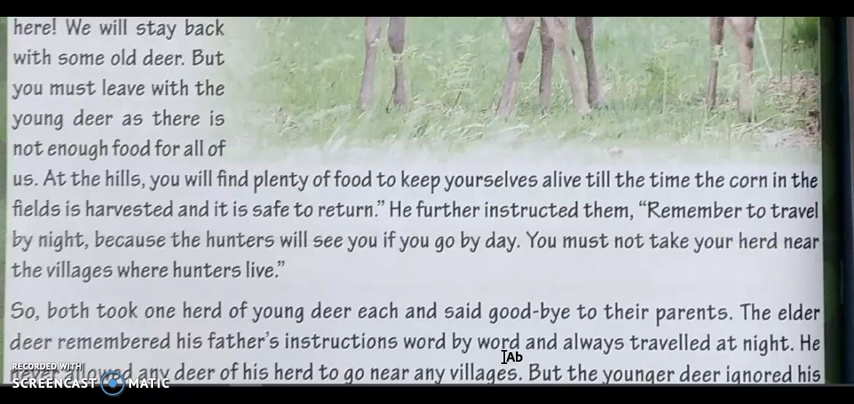 here! We will stay back
with some old deer. But
you must leave with the
young deer as there is
not enough food for all of
us. At the hills, you will find plenty of food to keep yourselves alive till the time the corn in the
fields is harvested and it is safe to return.” He further instructed them, “Remember to travel
by night, because the hunters will see you if you go by day. You must not take your herd near
the villages where hunters live.”
So, both took one herd of young deer each and said good-bye to their parents. The elder
deer remembered his father’s instructions word by word and always travelled at night. He
Ab
RECORDED WITH
never allowed any deer of his herd to go near any villages. But the younger deer ignored his
SCREENCAST MATIC